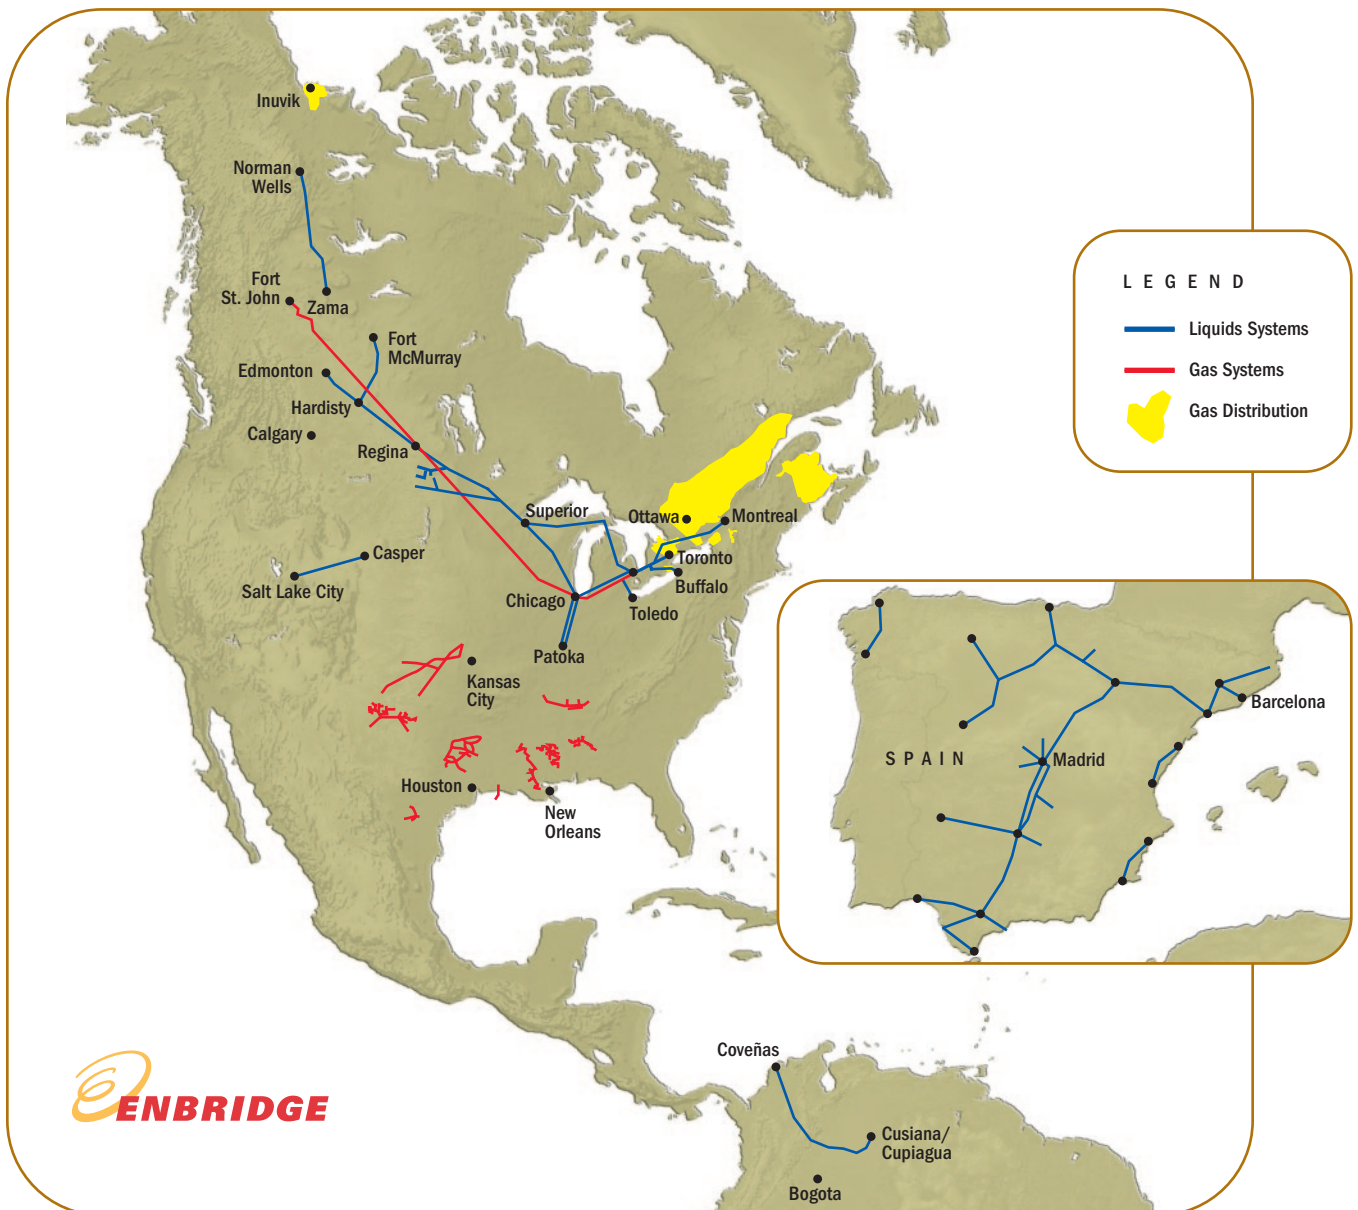 Inuvik
Norman
Wells
Fort
St. John
Zama
Fort
McMurray
Edmonton
Hardisty
Calgary
Regina
Superior
Ottawa
Montreal
Toronto
Buffalo
Toledo
Chicago
Patoka
Casper
Salt Lake City
Kansas
City
Houston
New
Orleans
LEGEND
Liquids Systems
Gas Systems
Gas Distribution
SPAIN
Madrid
Barcelona
Coveñas
Cusiana/
Cupiagua
Bogota
ENBRIDGE